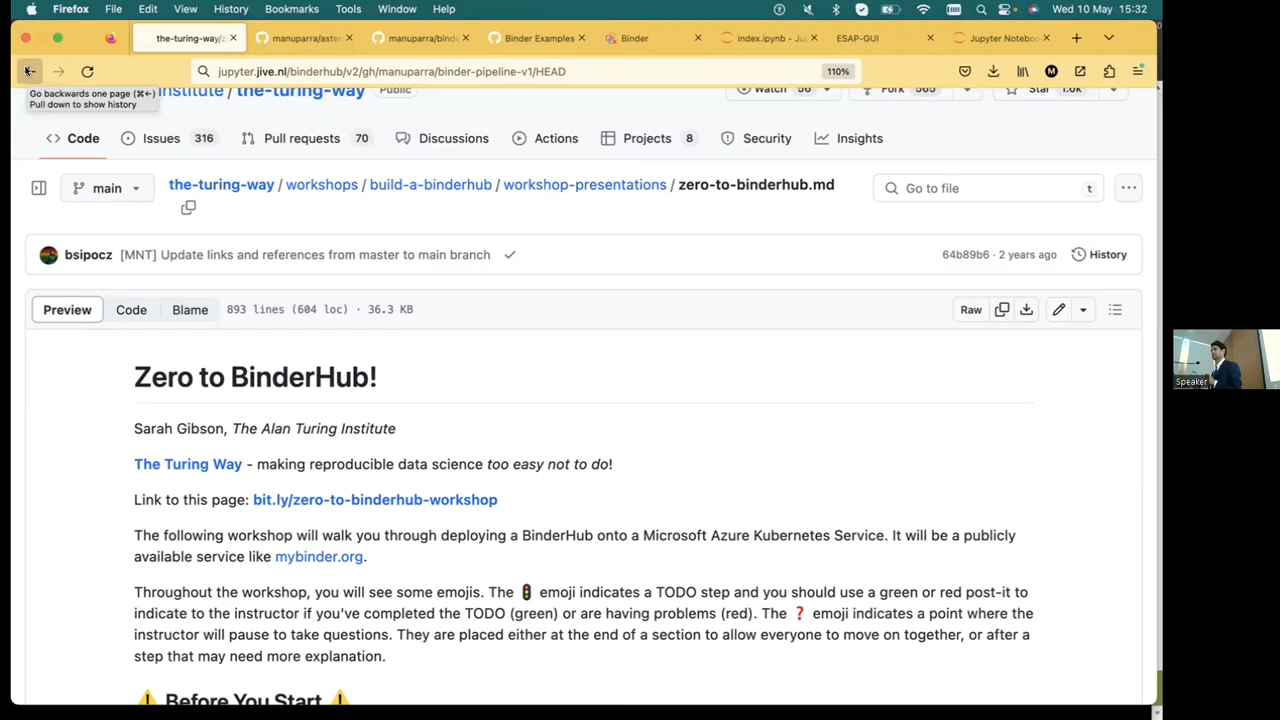 Firefox File Edit View History Bookmarks Tools Window Help Wed 10 May 15:32
the-turing-way/ manuparra/aster manuparra/binde Binder Examples Binder index.ipynb - Ju ESAP-GUI Jupyter Noteboo
jupyter.jive.nl/binderhub/v2/gh/manuparra/binder-pipeline-v1/HEAD 110%
Go backwards one page (⌘←)
Pull down to show history
institute / the-turing-way Public Watch 56 Fork 565 Star 1.6k
Code Issues 316 Pull requests 70 Discussions Actions Projects 8 Security Insights
main the-turing-way / workshops / build-a-binderhub / workshop-presentations / zero-to-binderhub.md Go to file t
bsipocz [MNT] Update links and references from master to main branch 64b89b6 · 2 years ago History
Preview Code Blame 893 lines (604 loc) · 36.3 KB Raw
Zero to BinderHub!
Sarah Gibson, The Alan Turing Institute
The Turing Way - making reproducible data science too easy not to do!
Link to this page: bit.ly/zero-to-binderhub-workshop
The following workshop will walk you through deploying a BinderHub onto a Microsoft Azure Kubernetes Service. It will be a publicly
available service like mybinder.org.
Throughout the workshop, you will see some emojis. The 🚦 emoji indicates a TODO step and you should use a green or red post-it to
indicate to the instructor if you've completed the TODO (green) or are having problems (red). The ❓ emoji indicates a point where the
instructor will pause to take questions. They are placed either at the end of a section to allow everyone to move on together, or after a
step that may need more explanation.
⚠️ Before You Start ⚠️
Speaker